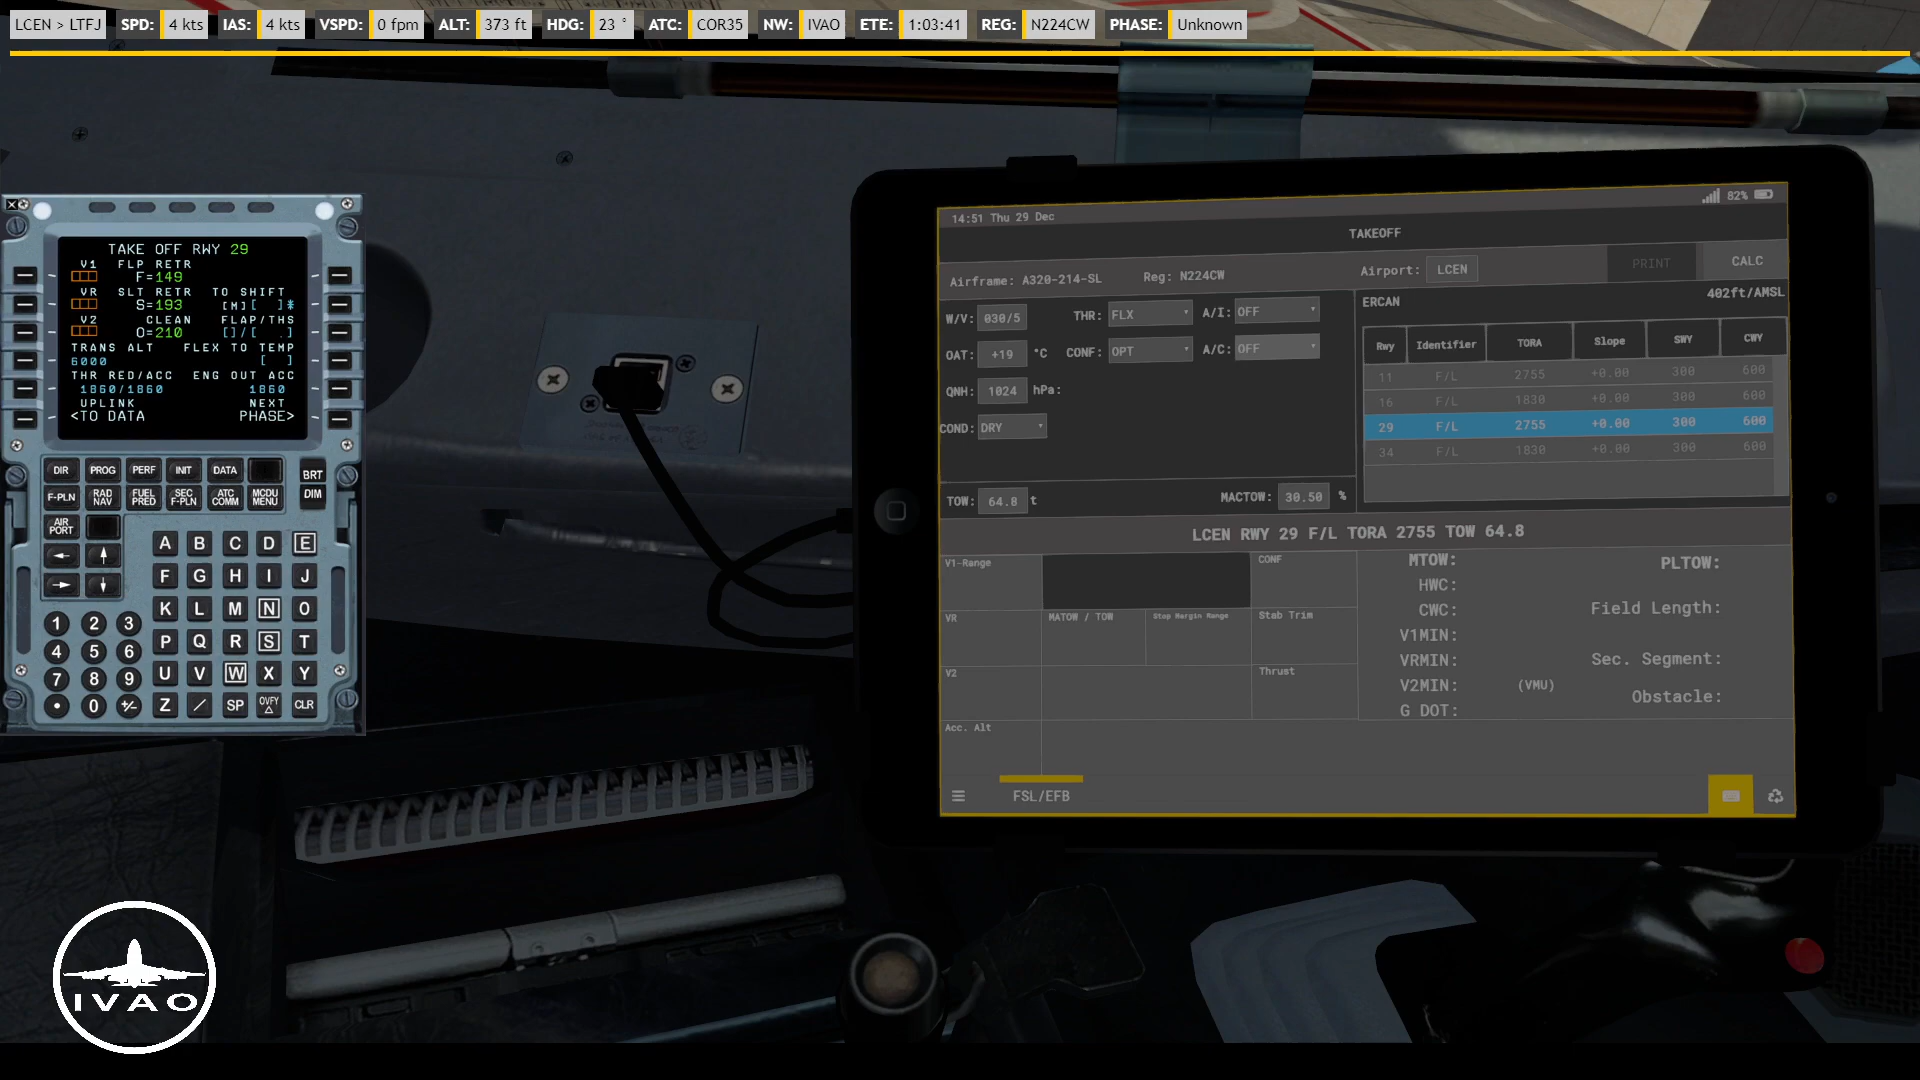 LCEN > LTFJ SPD: 4 kts IAS: 4 kts VSPD: 0 fpm ALT: 373 ft HDG: 23 ° ATC: COR35 NW: IVAO ETE: 1:03:41 REG: N224CW PHASE: Unknown
TAKE OFF RWY 29
V1 FLP RETR
F=149
VR SLT RETR TO SHIFT
S=193 [M][ ]*
V2 CLEAN FLAP/THS
O=210 []/[ ]
TRANS ALT FLEX TO TEMP
6000 [ ]
THR RED/ACC ENG OUT ACC
1860/1860 1860
UPLINK NEXT
<TO DATA PHASE>
DIR PROG PERF INIT DATA
BRT
F-PLN RAD NAV FUEL PRED SEC F-PLN ATC COMM MCDU MENU
DIM
AIR PORT
A B C D E
F G H I J
K L M N O
P Q R S T
U V W X Y
Z / SP OVFY △ CLR
1 2 3
4 5 6
7 8 9
• 0 +/-
14:51 Thu 29 Dec 82%
TAKEOFF
Airframe: A320-214-SL Reg: N224CW Airport: LCEN PRINT CALC
W/V: 030/5 THR: FLX A/I: OFF
OAT: +19 °C CONF: OPT A/C: OFF
QNH: 1024 hPa:
COND: DRY
TOW: 64.8 t MACTOW: 30.50 %
ERCAN 402ft/AMSL
Rwy Identifier TORA Slope SWY CWY
11 F/L 2755 +0.00 300 600
16 F/L 1830 +0.00 300 600
29 F/L 2755 +0.00 300 600
34 F/L 1830 +0.00 300 600
LCEN RWY 29 F/L TORA 2755 TOW 64.8
V1-Range CONF
VR MATOW / TOW Stop Margin Range Stab Trim
V2 Thrust
Acc. Alt
MTOW: PLTOW:
HWC:
CWC: Field Length:
V1MIN:
VRMIN: Sec. Segment:
V2MIN: (VMU)
Obstacle:
G DOT:
FSL/EFB
IVAO